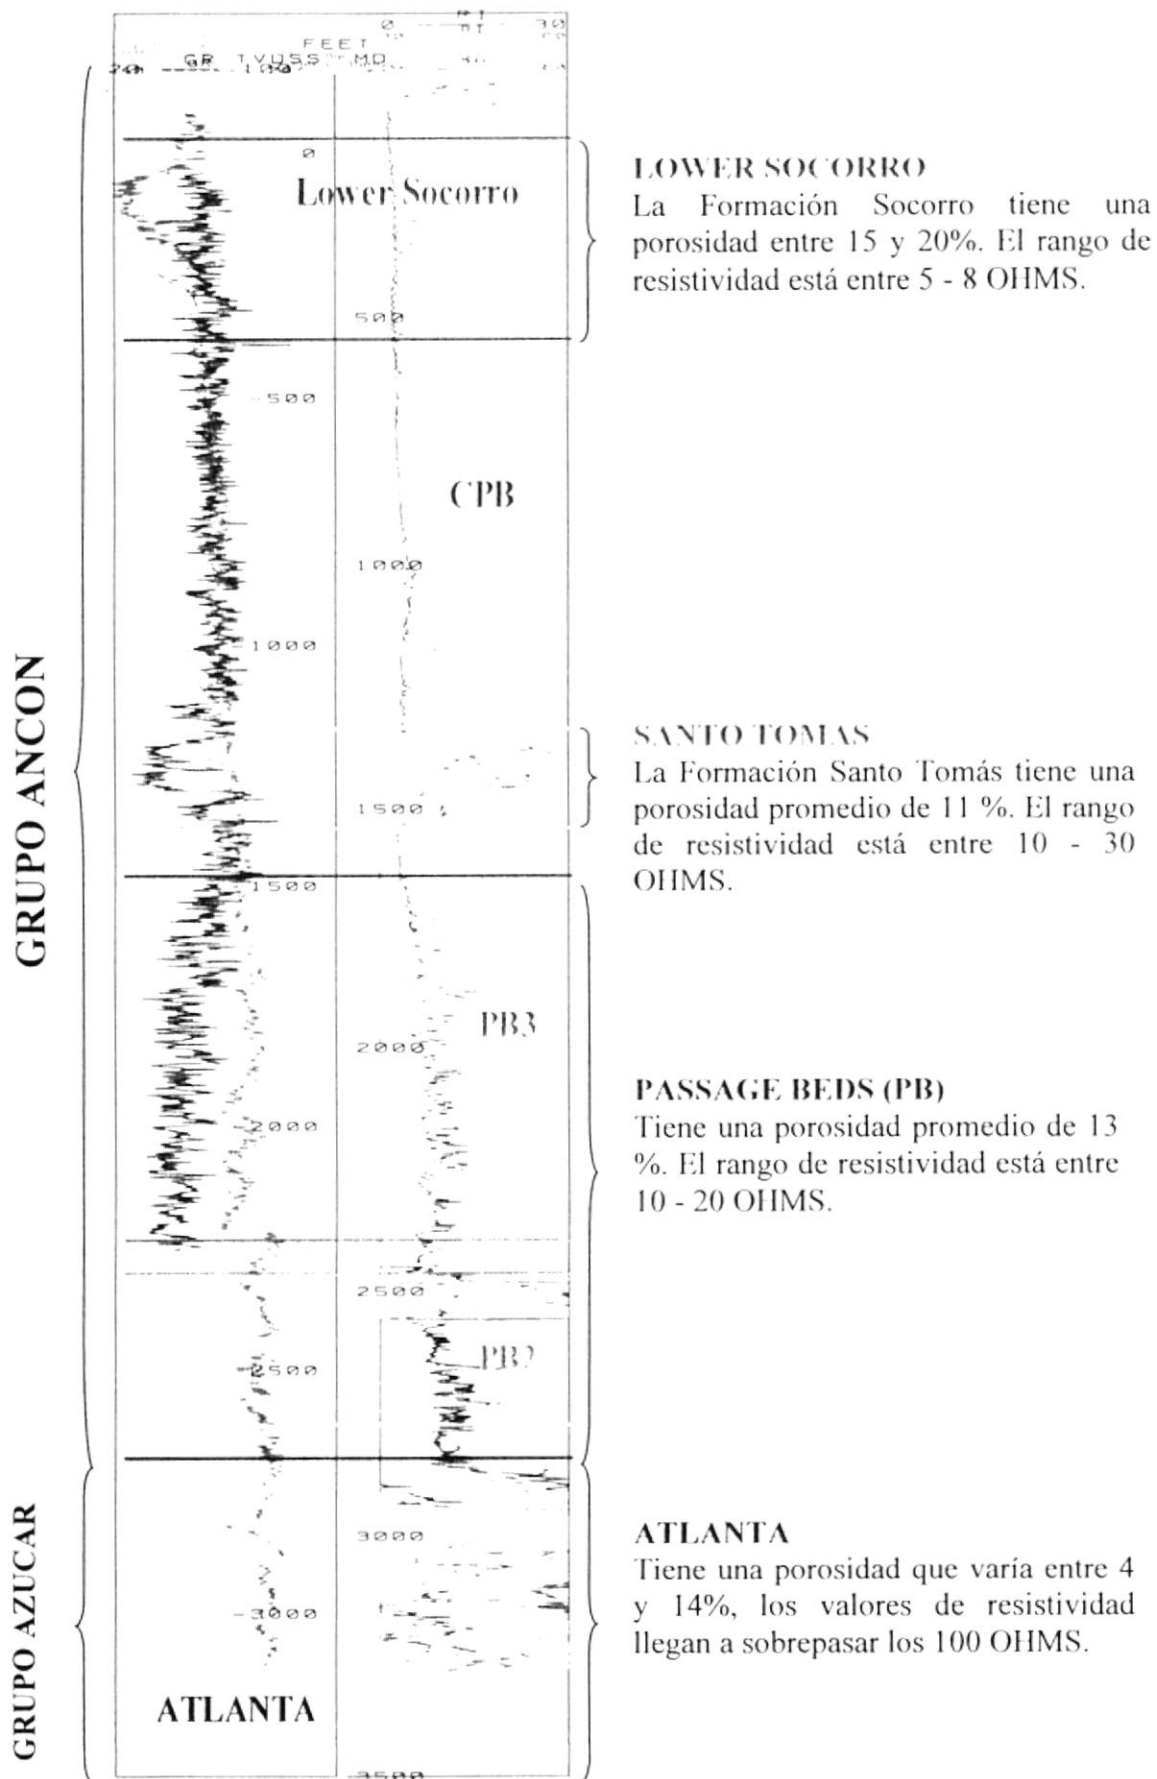 FEET
GR TVDSS MD
0
Lower Socorro
500
-500
CPB
1000
1000
1500
1500
PB3
2000
2000
2500
PB2
2500
3000
-3000
ATLANTA
3500
GRUPO ANCON
GRUPO AZUCAR
LOWER SOCORRO
La Formación Socorro tiene una
porosidad entre 15 y 20%. El rango de
resistividad está entre 5 - 8 OHMS.
SANTO TOMAS
La Formación Santo Tomás tiene una
porosidad promedio de 11 %. El rango
de resistividad está entre 10 - 30
OHMS.
PASSAGE BEDS (PB)
Tiene una porosidad promedio de 13
%. El rango de resistividad está entre
10 - 20 OHMS.
ATLANTA
Tiene una porosidad que varía entre 4
y 14%, los valores de resistividad
llegan a sobrepasar los 100 OHMS.